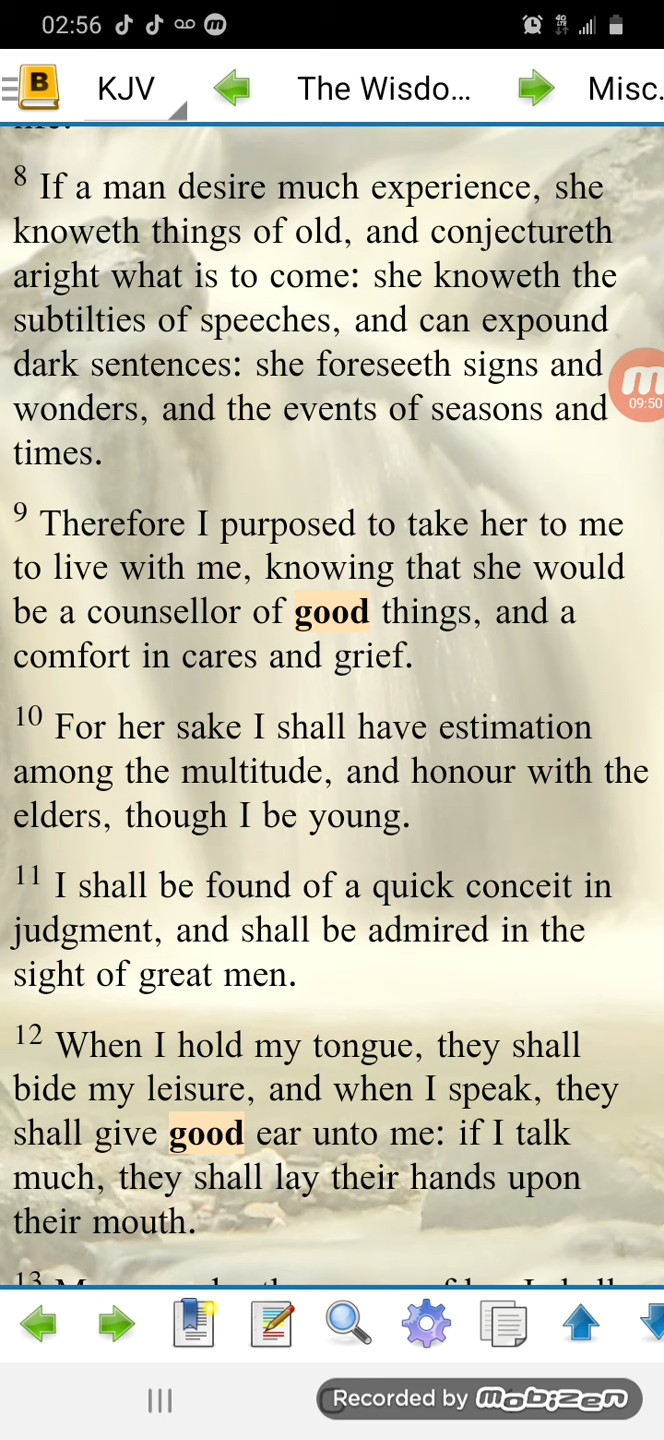 02:56
4G
LTE
B KJV The Wisdo... Misc.
8 If a man desire much experience, she
knoweth things of old, and conjectureth
aright what is to come: she knoweth the
subtilties of speeches, and can expound
dark sentences: she foreseeth signs and
wonders, and the events of seasons and
times.
m
09:50
9 Therefore I purposed to take her to me
to live with me, knowing that she would
be a counsellor of good things, and a
comfort in cares and grief.
10 For her sake I shall have estimation
among the multitude, and honour with the
elders, though I be young.
11 I shall be found of a quick conceit in
judgment, and shall be admired in the
sight of great men.
12 When I hold my tongue, they shall
bide my leisure, and when I speak, they
shall give good ear unto me: if I talk
much, they shall lay their hands upon
their mouth.
13
Recorded by mobizen